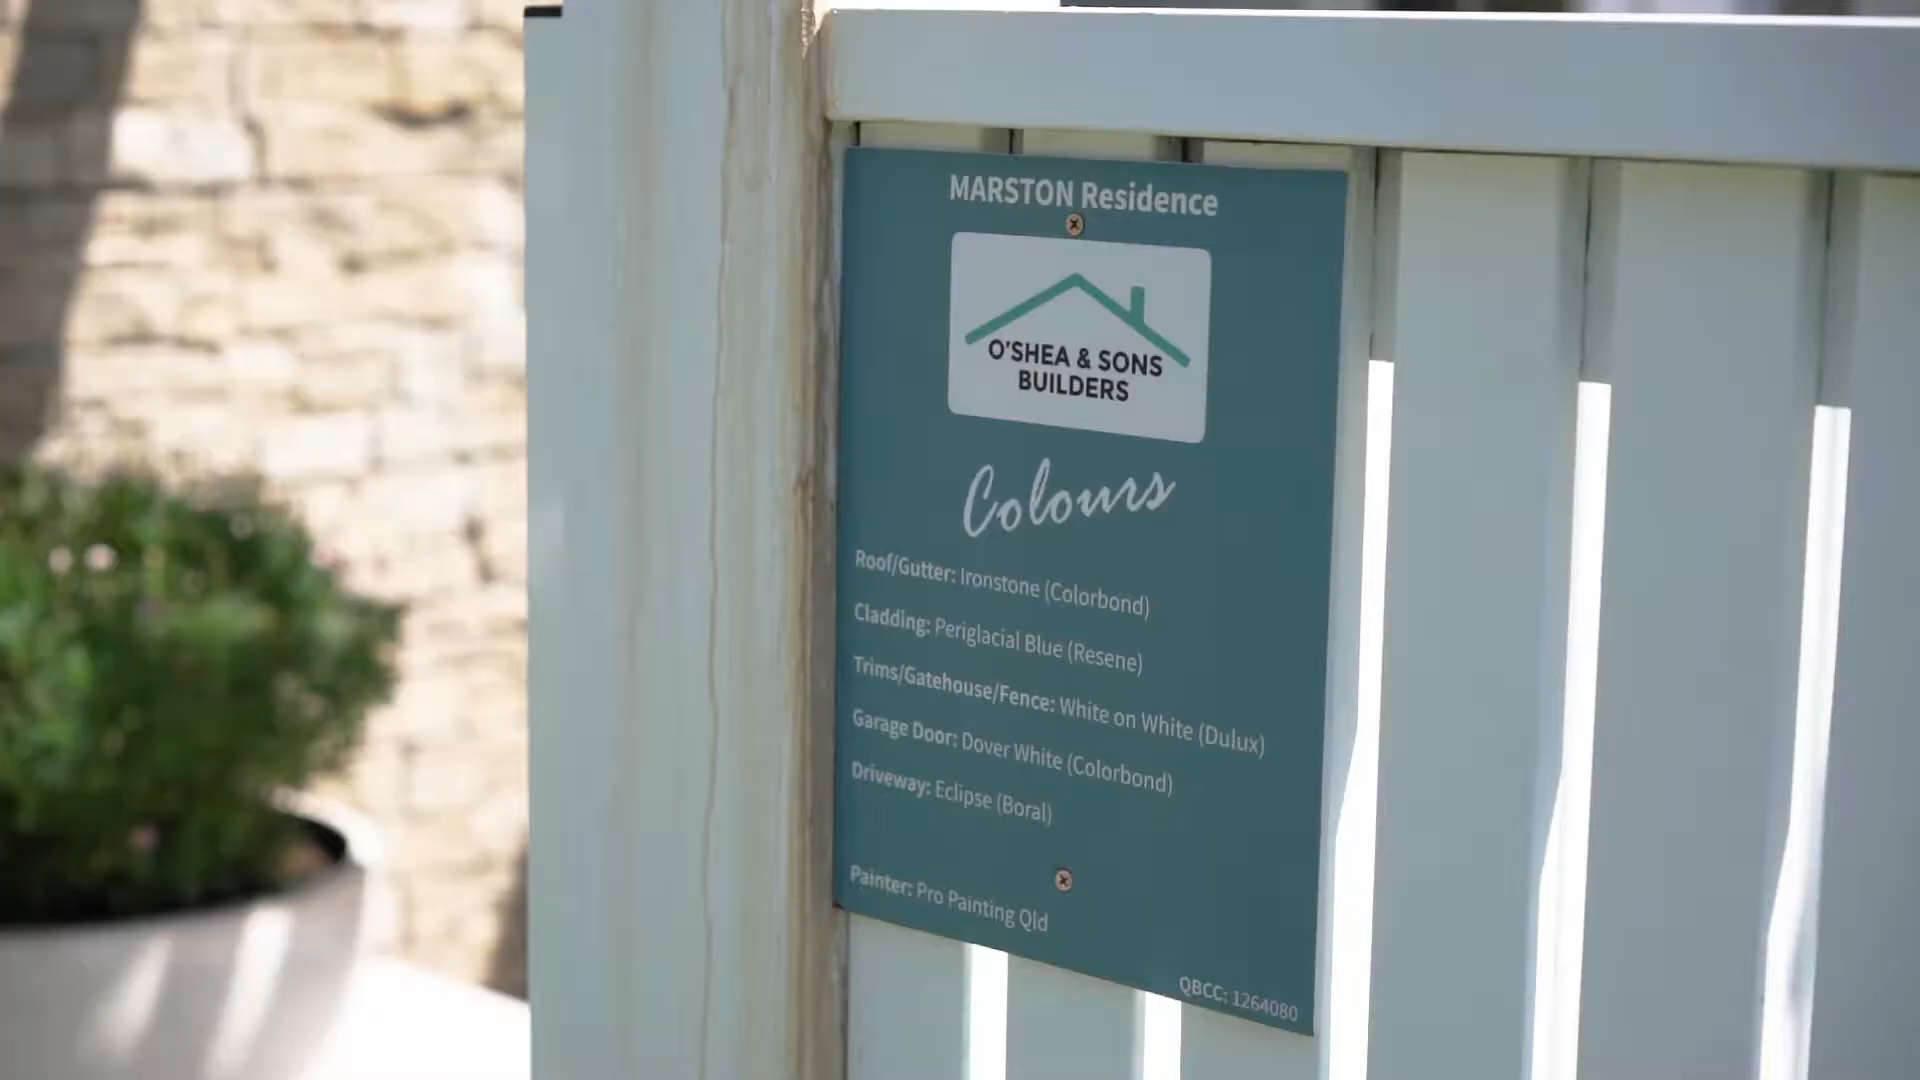 MARSTON Residence
O'SHEA & SONS
BUILDERS
Colours
Roof/Gutter: Ironstone (Colorbond)
Cladding: Periglacial Blue (Resene)
Trims/Gatehouse/Fence: White on White (Dulux)
Garage Door: Dover White (Colorbond)
Driveway: Eclipse (Boral)
Painter: Pro Painting Qld
QBCC: 1264080